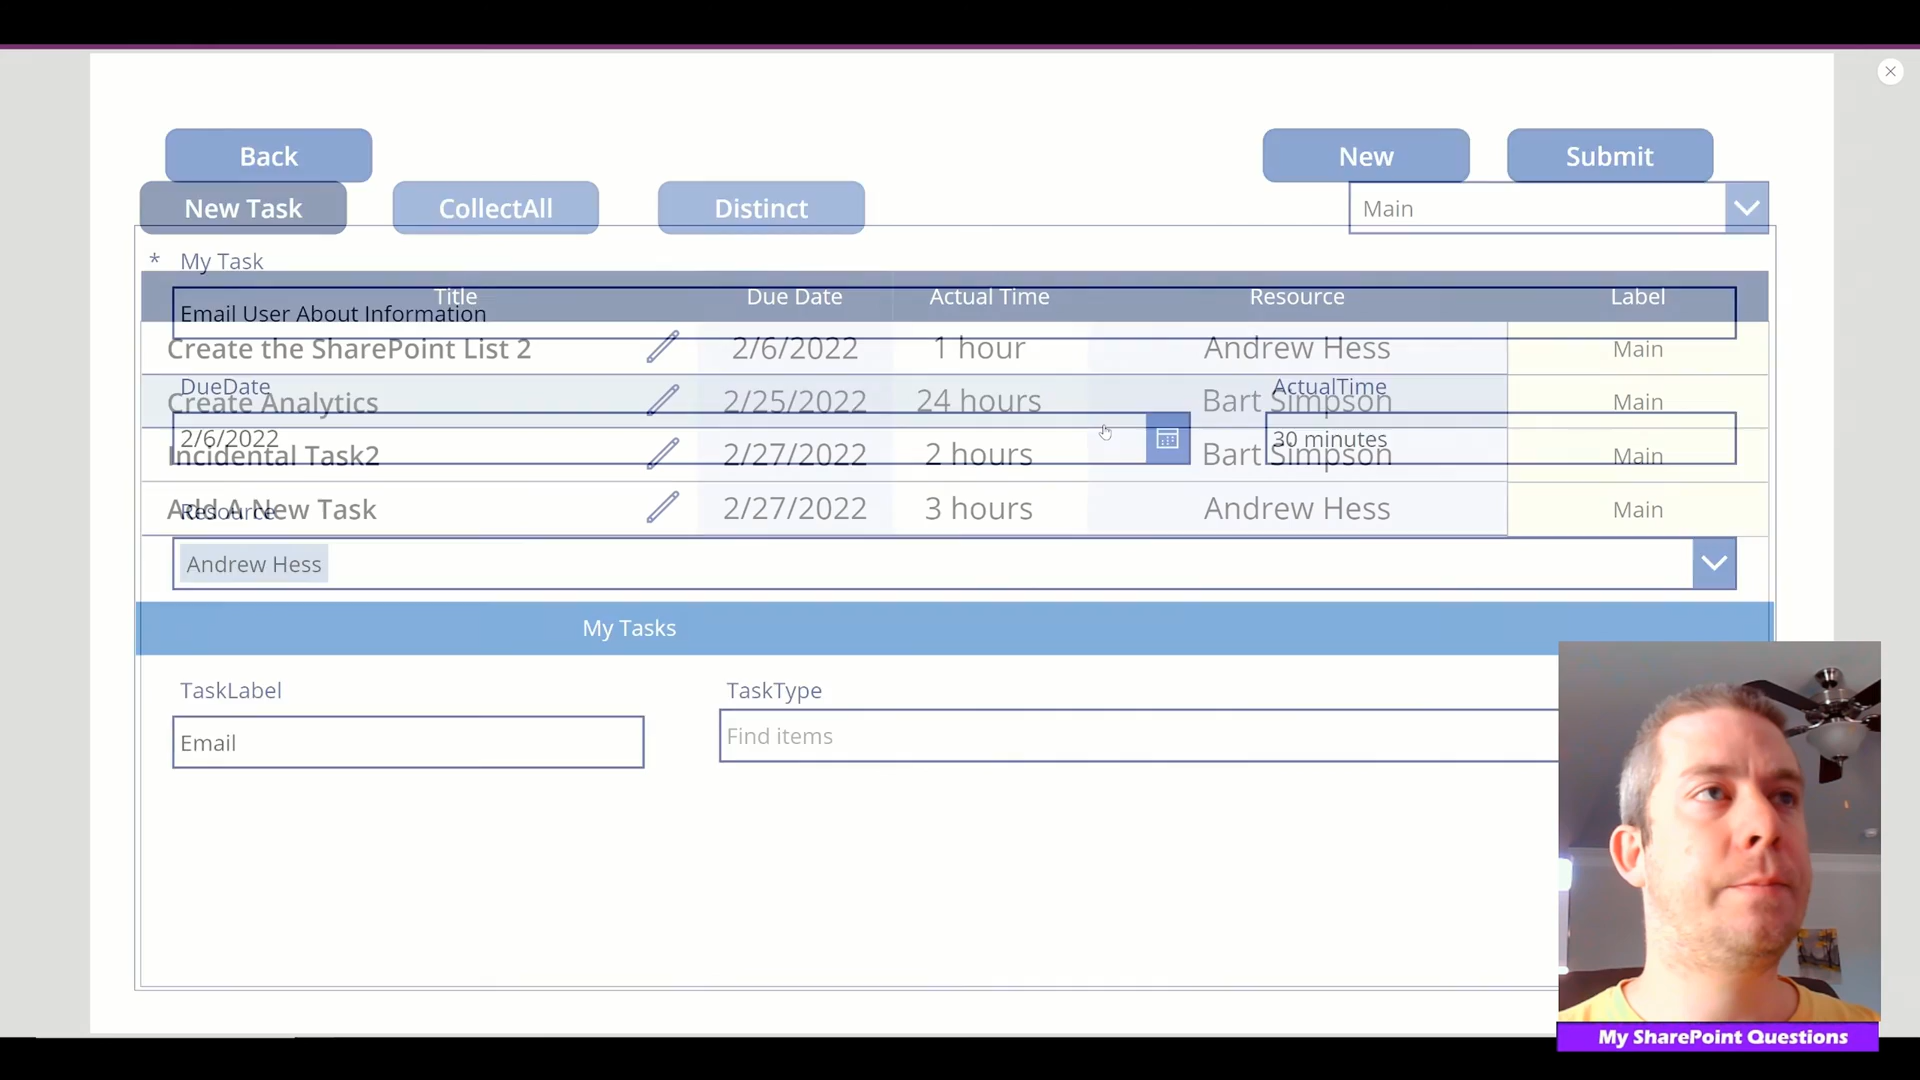 Back New Submit
New Task CollectAll Distinct Main
* My Task
Title Due Date Actual Time Resource Label
Email User About Information
Create the SharePoint List 2 2/6/2022 1 hour Andrew Hess Main
DueDate ActualTime
Create Analytics 2/25/2022 24 hours Bart Simpson Main
2/6/2022 30 minutes
Incidental Task2 2/27/2022 2 hours Bart Simpson Main
Resource
Add A New Task 2/27/2022 3 hours Andrew Hess Main
Andrew Hess
My Tasks
TaskLabel TaskType
Email Find items
My SharePoint Questions